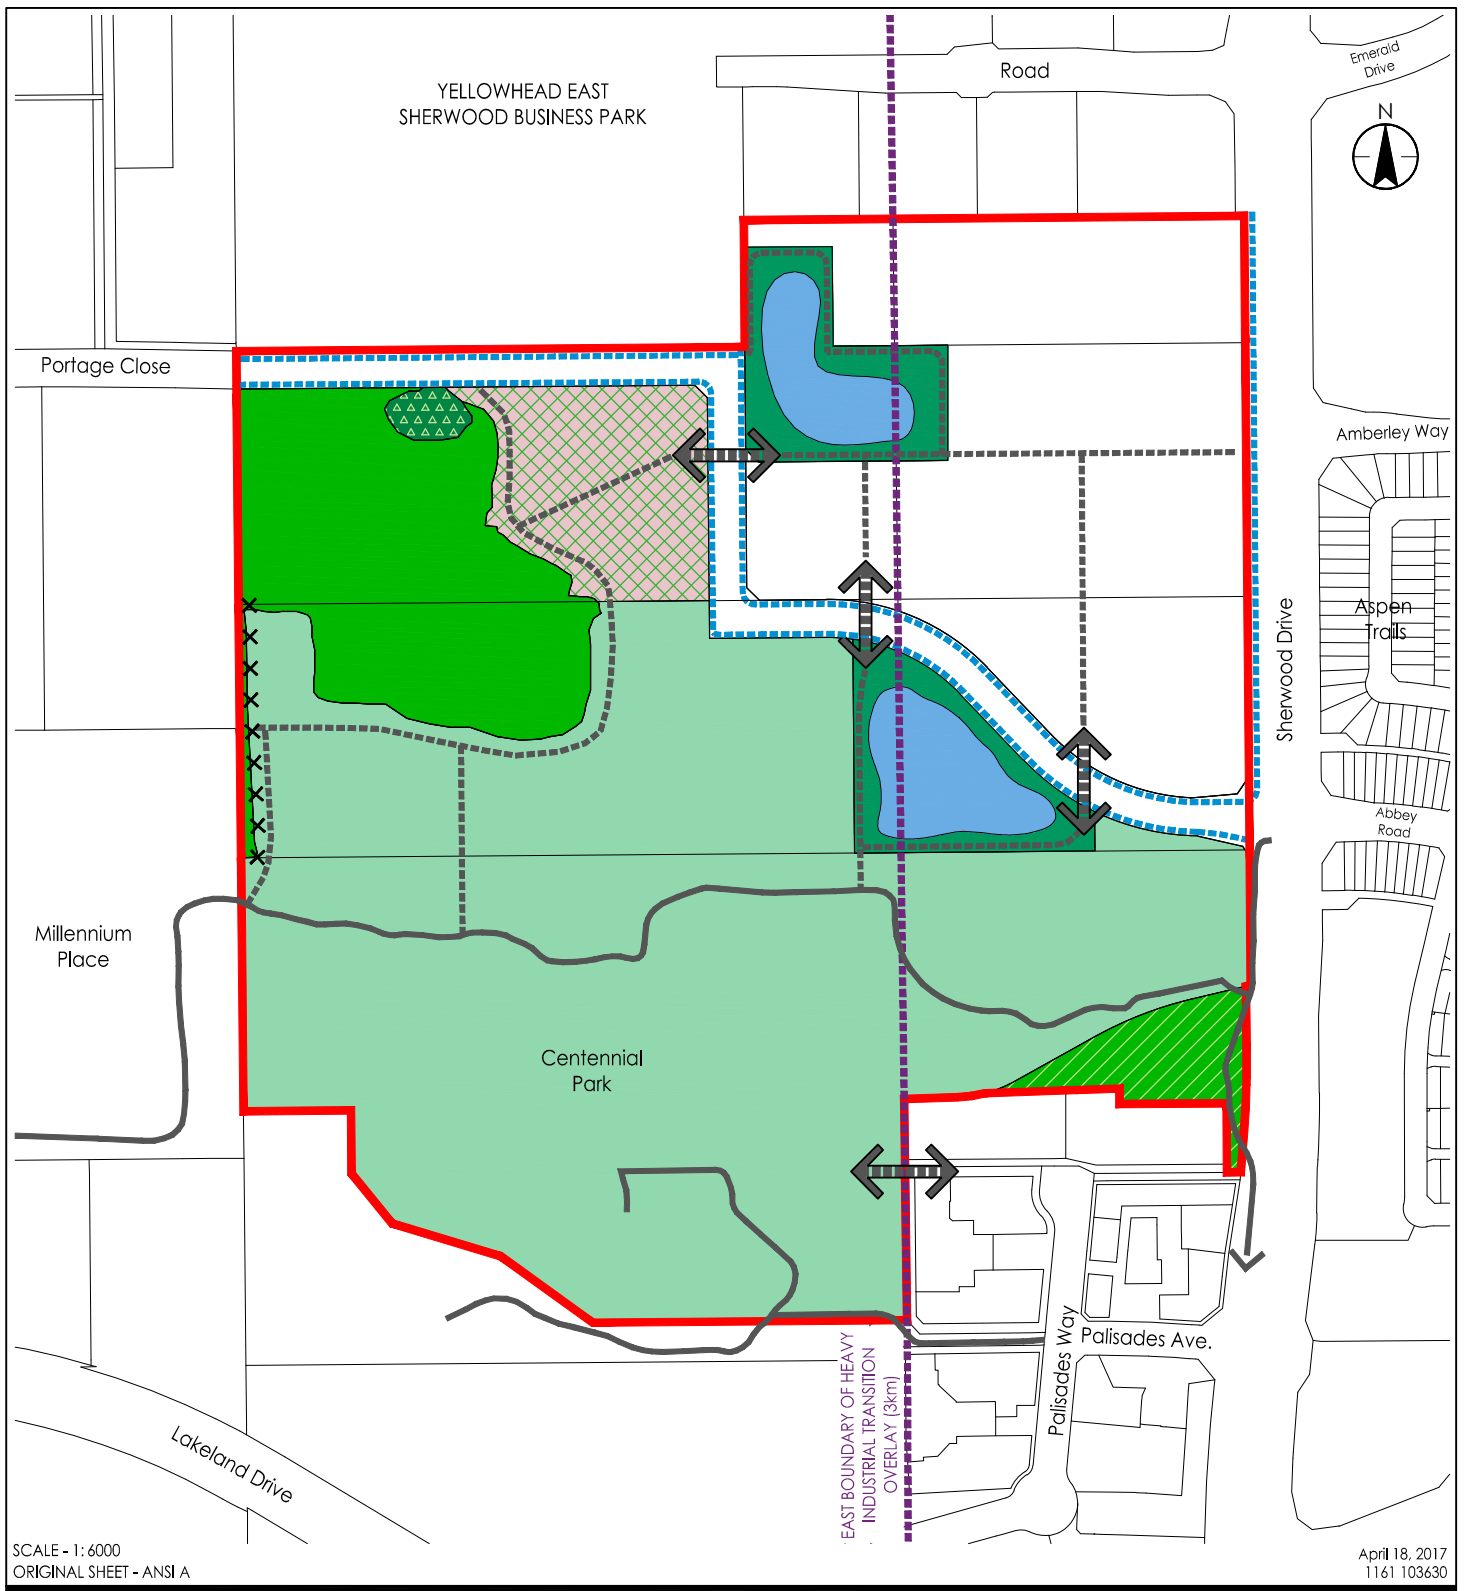 Emerald
Drive
Road
YELLOWHEAD EAST
SHERWOOD BUSINESS PARK
N
Portage Close
Amberley Way
Aspen
Trails
Sherwood Drive
Abbey
Road
Millennium
Place
Centennial
Park
Palisades Way
Palisades Ave.
EAST BOUNDARY OF HEAVY
INDUSTRIAL TRANSITION
OVERLAY (3km)
Lakeland Drive
SCALE - 1:6000
ORIGINAL SHEET - ANSI A
April 18, 2017
1161 103630